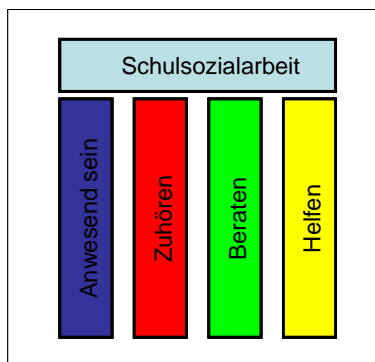 Schulsozialarbeit
Anwesend sein
Zuhören
Beraten
Helfen